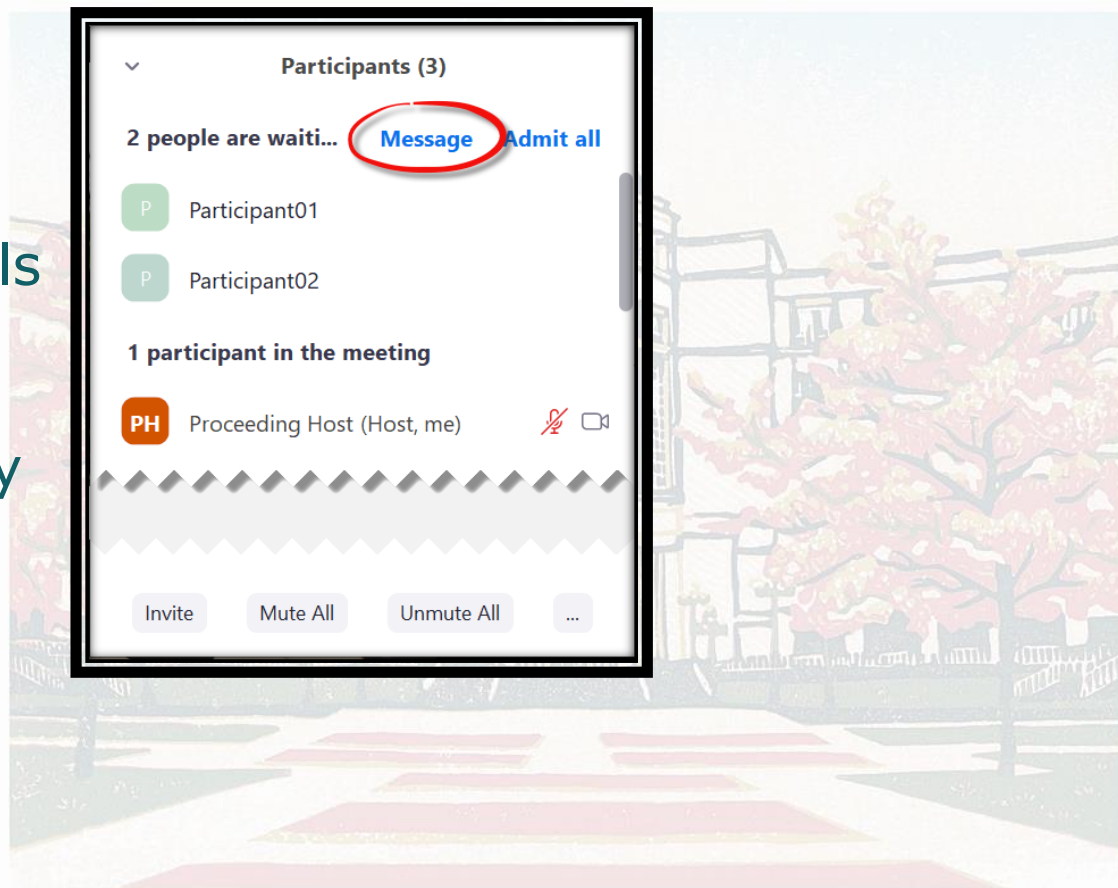 Participants (3)
2 people are waiti... Message Admit all
P Participant01
ls
P Participant02
1 participant in the meeting
PH Proceeding Host (Host, me)
y
Invite Mute All Unmute All ...